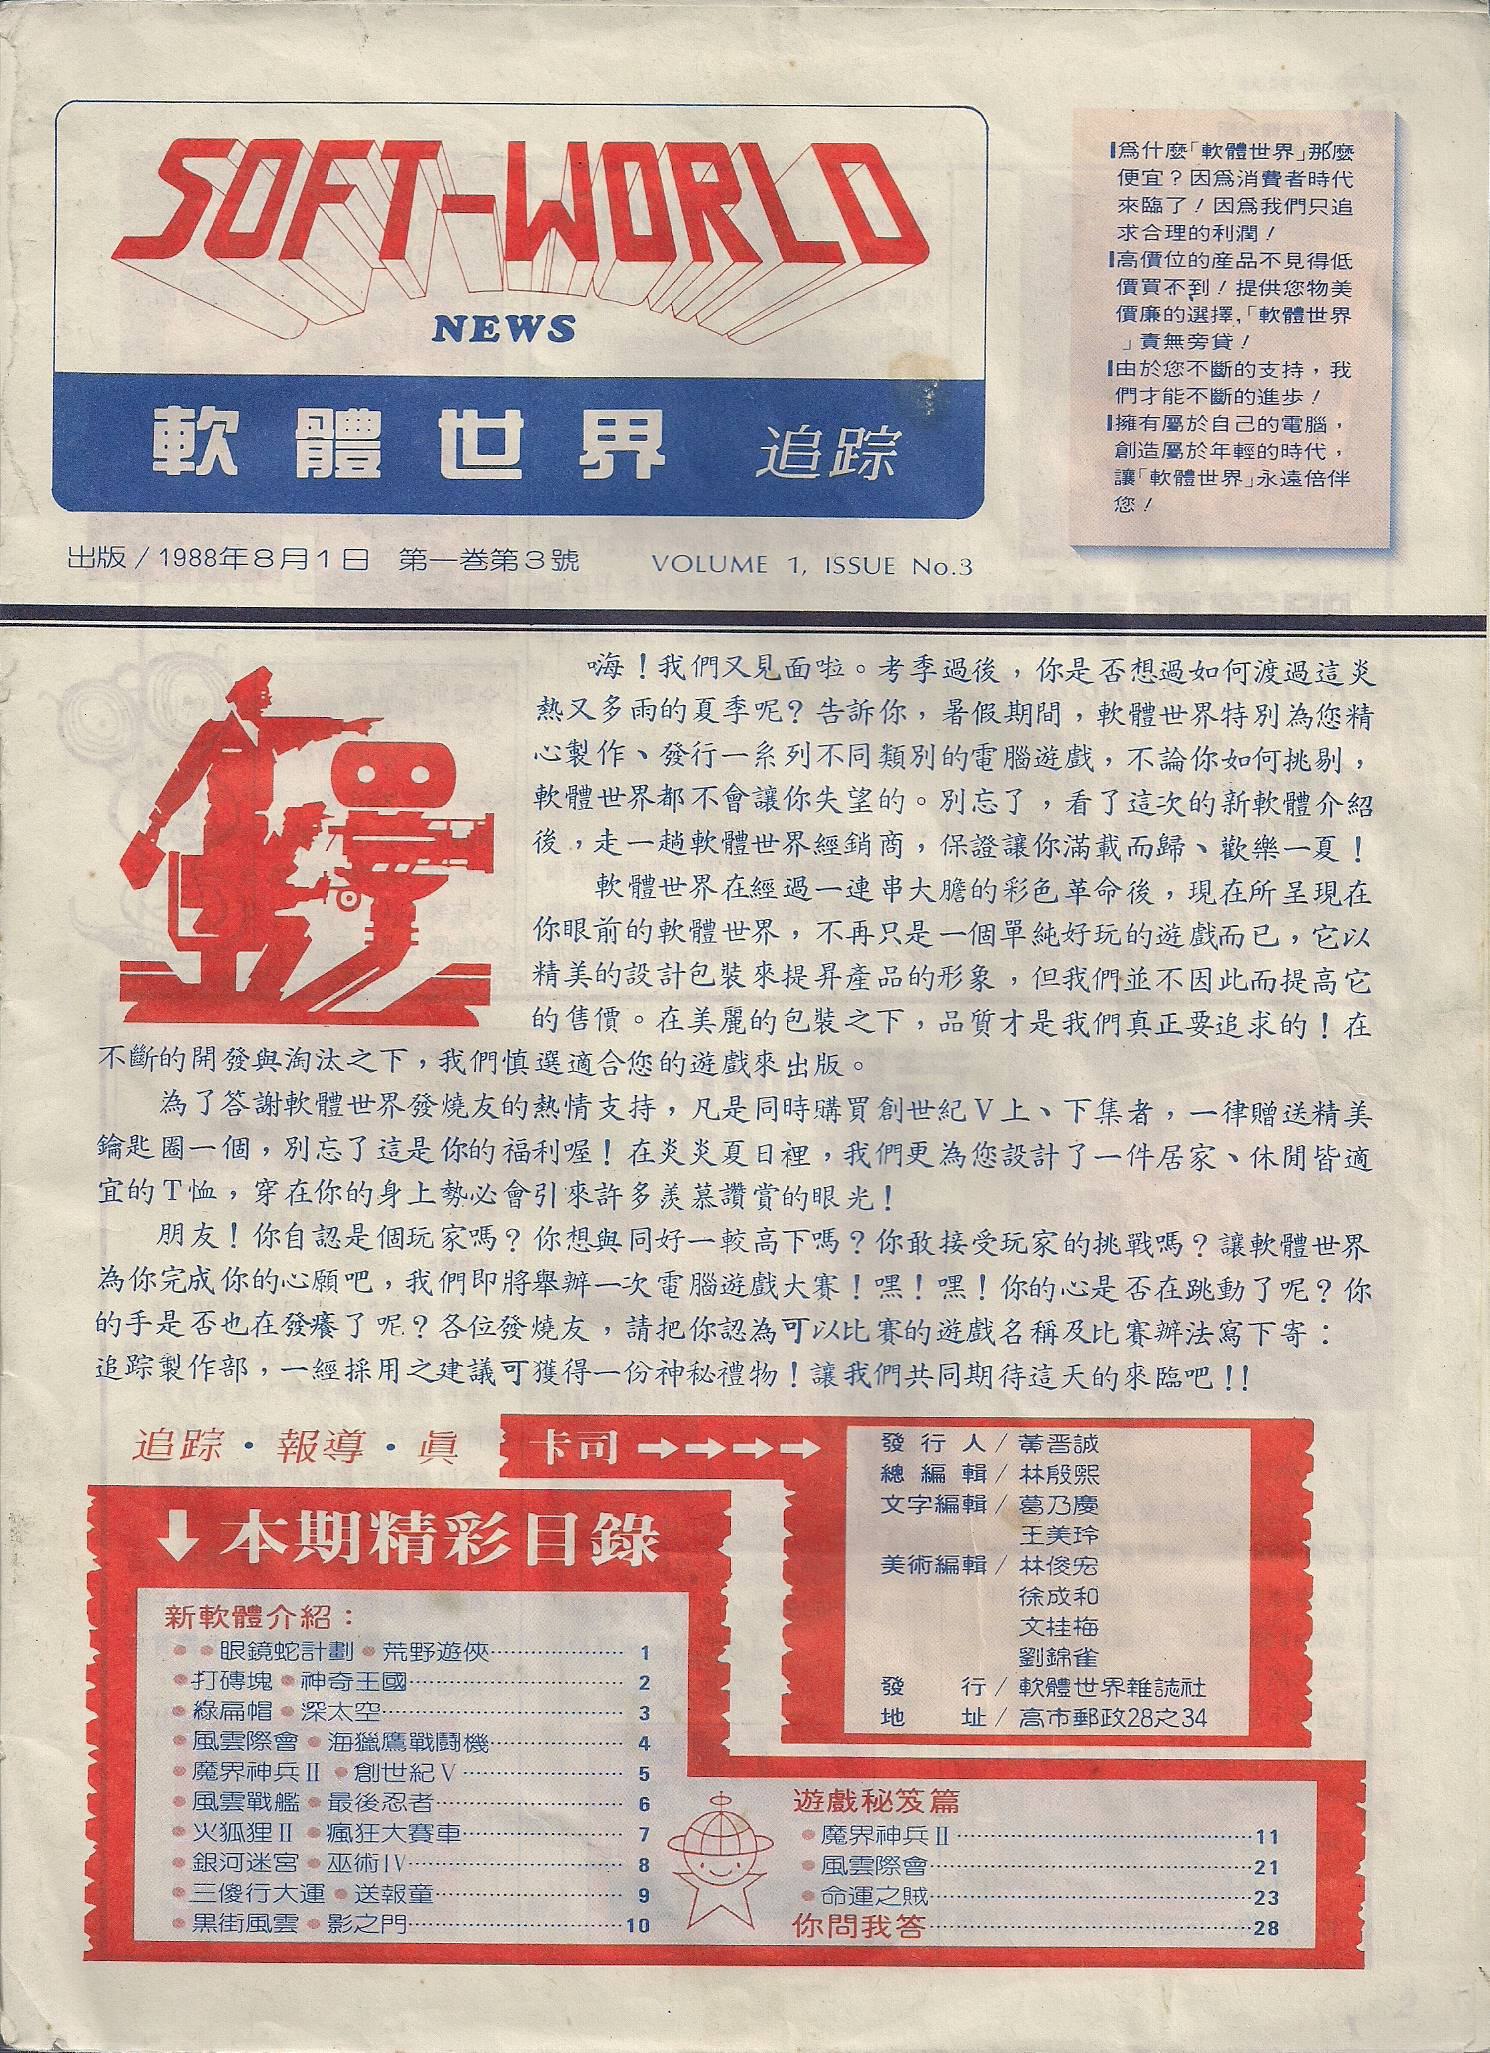 SOFT-WORLD
NEWS
軟體世界 追踪
出版/1988年8月1日 第一巻第3號 VOLUME 1, ISSUE No.3
爲什麼「軟體世界」那麼
便宜？因爲消費者時代
來臨了！因爲我們只追
求合理的利潤！
高價位的産品不見得低
價買不到！提供您物美
價廉的選擇,「軟體世界
」責無旁貸！
由於您不斷的支持，我
們才能不斷的進步！
擁有屬於自己的電腦，
創造屬於年輕的時代，
讓「軟體世界」永遠倍伴
您！
嗨！我們又見面啦。考季過後，你是否想過如何渡過這炎
熱又多雨的夏季呢？告訴你，暑假期間，軟體世界特別為您精
心製作、發行一系列不同類別的電腦遊戲，不論你如何挑剔，
軟體世界都不會讓你失望的。別忘了，看了這次的新軟體介紹
後，走一趟軟體世界經銷商，保證讓你滿載而歸、歡樂一夏！
軟體世界在經過一連串大膽的彩色革命後，現在所呈現在
你眼前的軟體世界，不再只是一個單純好玩的遊戲而已，它以
精美的設計包裝來提昇產品的形象，但我們並不因此而提高它
的售價。在美麗的包裝之下，品質才是我們真正要追求的！在
不斷的開發與淘汰之下，我們慎選適合您的遊戲來出版。
為了答謝軟體世界發燒友的熱情支持，凡是同時購買創世紀V上、下集者，一律贈送精美
鑰匙圈一個，別忘了這是你的福利喔！在炎炎夏日裡，我們更為您設計了一件居家、休閒皆適
宜的T恤，穿在你的身上勢必會引來許多羨慕讚賞的眼光！
朋友！你自認是個玩家嗎？你想與同好一較高下嗎？你敢接受玩家的挑戰嗎？讓軟體世界
為你完成你的心願吧，我們即將舉辦一次電腦遊戲大賽！嘿！嘿！你的心是否在跳動了呢？你
的手是否也在發癢了呢？各位發燒友，請把你認為可以比賽的遊戲名稱及比賽辦法寫下寄：
追踪製作部，一經採用之建議可獲得一份神秘禮物！讓我們共同期待這天的來臨吧！！
追踪・報導・眞 卡司→→→→
發行人/黃晋誠
總編輯/林殷熙
文字編輯/葛乃慶
王美玲
美術編輯/林俊宏
徐成和
文桂梅
劉錦雀
發行/軟體世界雜誌社
地址/高市郵政28之34
↓本期精彩目錄
新軟體介紹：
●●眼鏡蛇計劃●荒野遊俠………………1
●打磚塊●神奇王國………………2
●綠扁帽●深太空………………3
●風雲際會●海獵鷹戰鬪機………………4
●魔界神兵II●創世紀V………………5
●風雲戰艦●最後忍者………………6
●火狐狸II●瘋狂大賽車………………7
●銀河迷宮●巫術IV………………8
●三傻行大運●送報童………………9
●黑街風雲●影之門………………10
遊戲秘笈篇
●魔界神兵II………………11
●風雲際會………………21
●命運之賊………………23
你問我答………………28